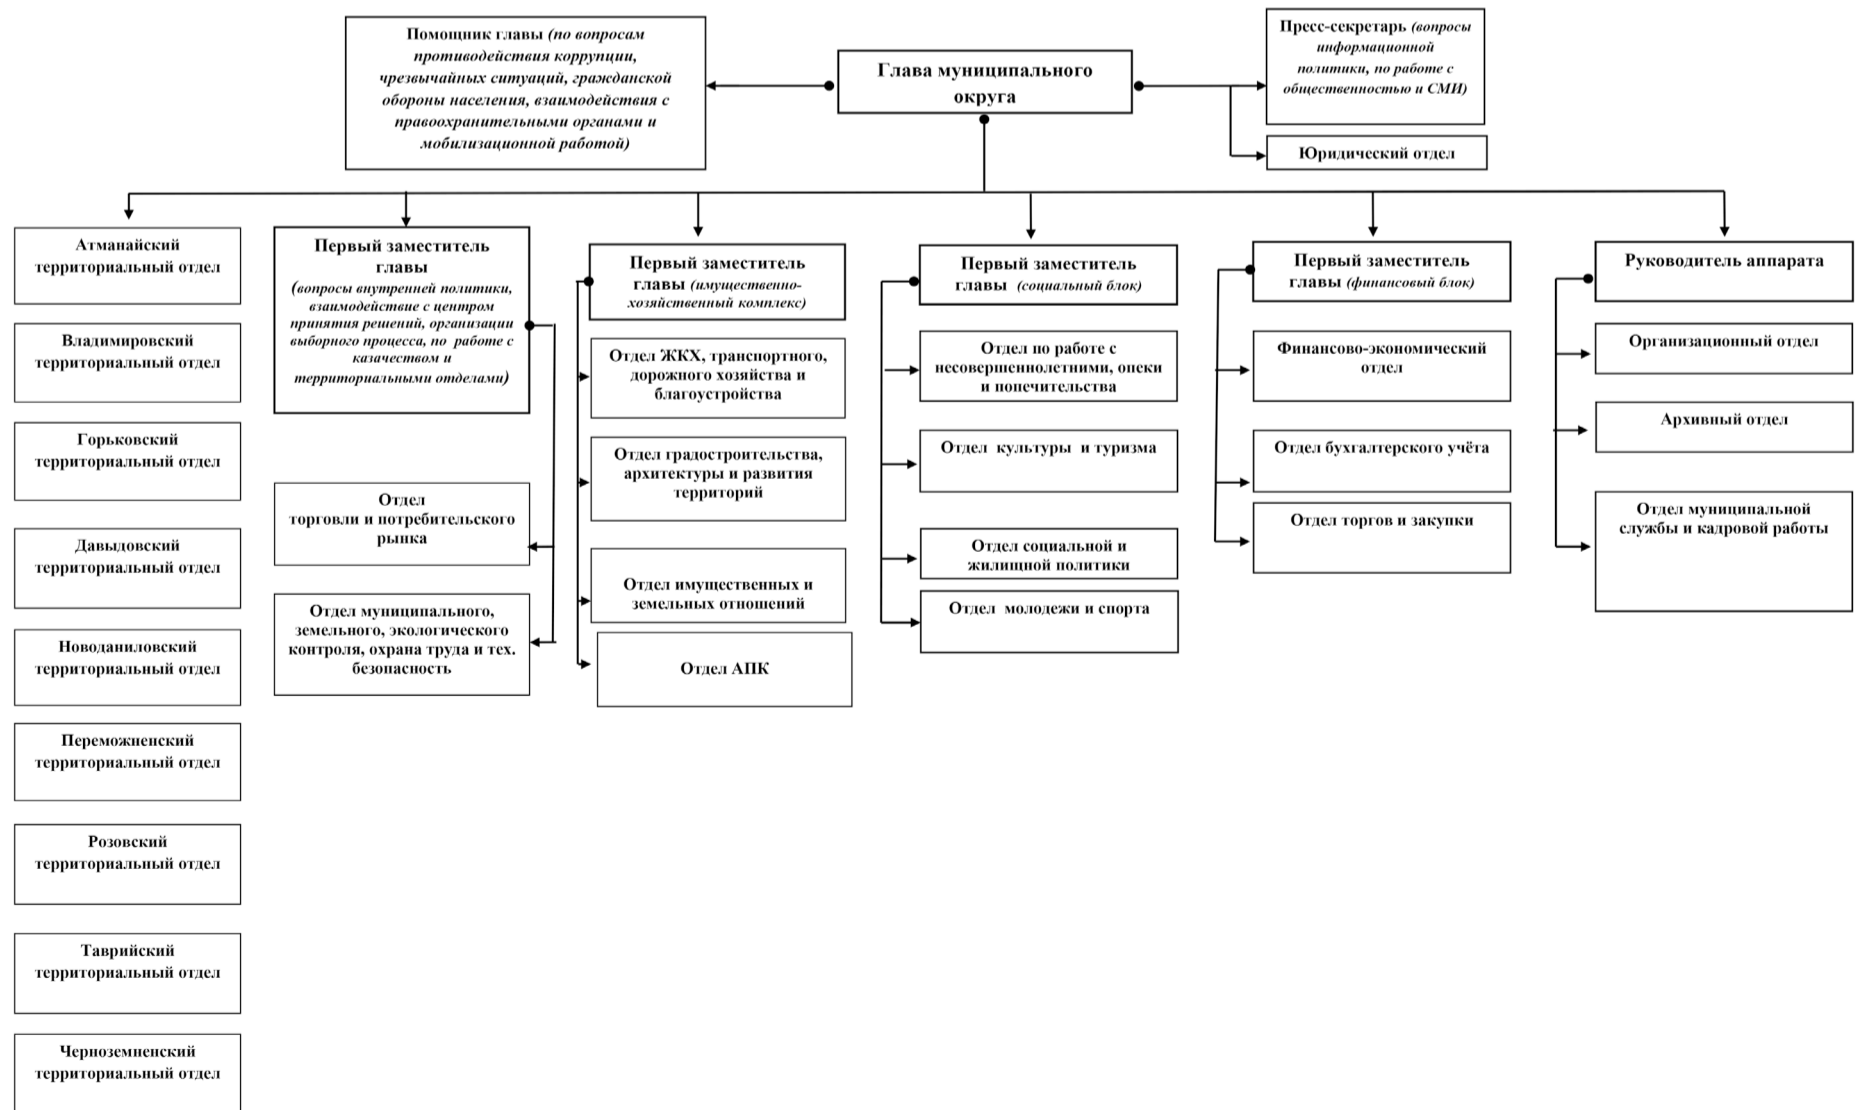 Помощник главы (по вопросам
противодействия коррупции,
чрезвычайных ситуаций, гражданской
обороны населения, взаимодействия с
правоохранительными органами и
мобилизационной работой)
Глава муниципального
округа
Пресс-секретарь (вопросы
информационной
политики, по работе с
общественностью и СМИ)
Юридический отдел
Атманайский
территориальный отдел
Владимировский
территориальный отдел
Горьковский
территориальный отдел
Давыдовский
территориальный отдел
Новоданиловский
территориальный отдел
Переможненский
территориальный отдел
Розовский
территориальный отдел
Таврийский
территориальный отдел
Черноземненский
территориальный отдел
Первый заместитель
главы
(вопросы внутренней политики,
взаимодействие с центром
принятия решений, организации
выборного процесса, по работе с
казачеством и
территориальными отделами)
Отдел
торговли и потребительского
рынка
Отдел муниципального,
земельного, экологического
контроля, охрана труда и тех.
безопасность
Первый заместитель
главы (имущественно-
хозяйственный комплекс)
Отдел ЖКХ, транспортного,
дорожного хозяйства и
благоустройства
Отдел градостроительства,
архитектуры и развития
территорий
Отдел имущественных и
земельных отношений
Отдел АПК
Первый заместитель
главы (социальный блок)
Отдел по работе с
несовершеннолетними, опеки
и попечительства
Отдел культуры и туризма
Отдел социальной и
жилищной политики
Отдел молодежи и спорта
Первый заместитель
главы (финансовый блок)
Финансово-экономический
отдел
Отдел бухгалтерского учёта
Отдел торгов и закупки
Руководитель аппарата
Организационный отдел
Архивный отдел
Отдел муниципальной
службы и кадровой работы